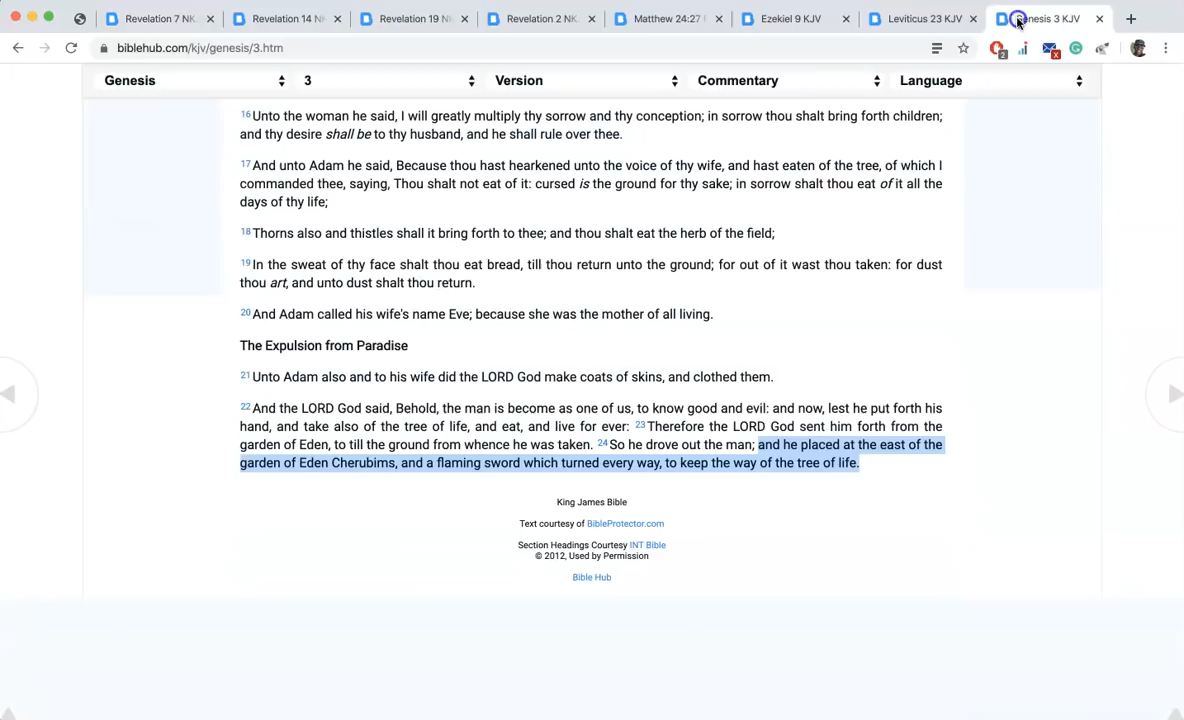 Revelation 7 NK
Revelation 14 N
Revelation 19 N
Revelation 2 NK
Matthew 24:27
Ezekiel 9 KJV
Leviticus 23 KJV
enesis 3 KJV
biblehub.com/kjv/genesis/3.htm
2
x
Genesis
3
Version
Commentary
Language
16 Unto the woman he said, I will greatly multiply thy sorrow and thy conception; in sorrow thou shalt bring forth children;
and thy desire shall be to thy husband, and he shall rule over thee.
17 And unto Adam he said, Because thou hast hearkened unto the voice of thy wife, and hast eaten of the tree, of which I
commanded thee, saying, Thou shalt not eat of it: cursed is the ground for thy sake; in sorrow shalt thou eat of it all the
days of thy life;
18 Thorns also and thistles shall it bring forth to thee; and thou shalt eat the herb of the field;
19 In the sweat of thy face shalt thou eat bread, till thou return unto the ground; for out of it wast thou taken: for dust
thou art, and unto dust shalt thou return.
20 And Adam called his wife's name Eve; because she was the mother of all living.
The Expulsion from Paradise
21 Unto Adam also and to his wife did the LORD God make coats of skins, and clothed them.
22 And the LORD God said, Behold, the man is become as one of us, to know good and evil: and now, lest he put forth his
hand, and take also of the tree of life, and eat, and live for ever: 23 Therefore the LORD God sent him forth from the
garden of Eden, to till the ground from whence he was taken. 24 So he drove out the man; and he placed at the east of the
garden of Eden Cherubims, and a flaming sword which turned every way, to keep the way of the tree of life.
King James Bible
Text courtesy of BibleProtector.com
Section Headings Courtesy INT Bible
© 2012, Used by Permission
Bible Hub